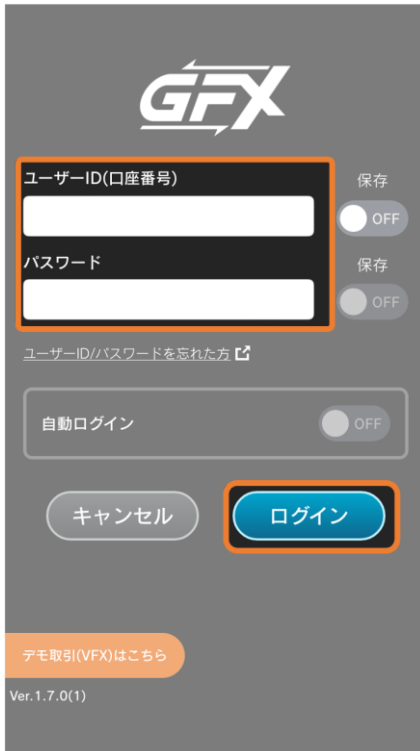 GFX
ユーザーID(口座番号)
保存
OFF
パスワード
保存
OFF
ユーザーID/パスワードを忘れた方
自動ログイン
OFF
キャンセル
ログイン
デモ取引(VFX)はこちら
Ver.1.7.0(1)